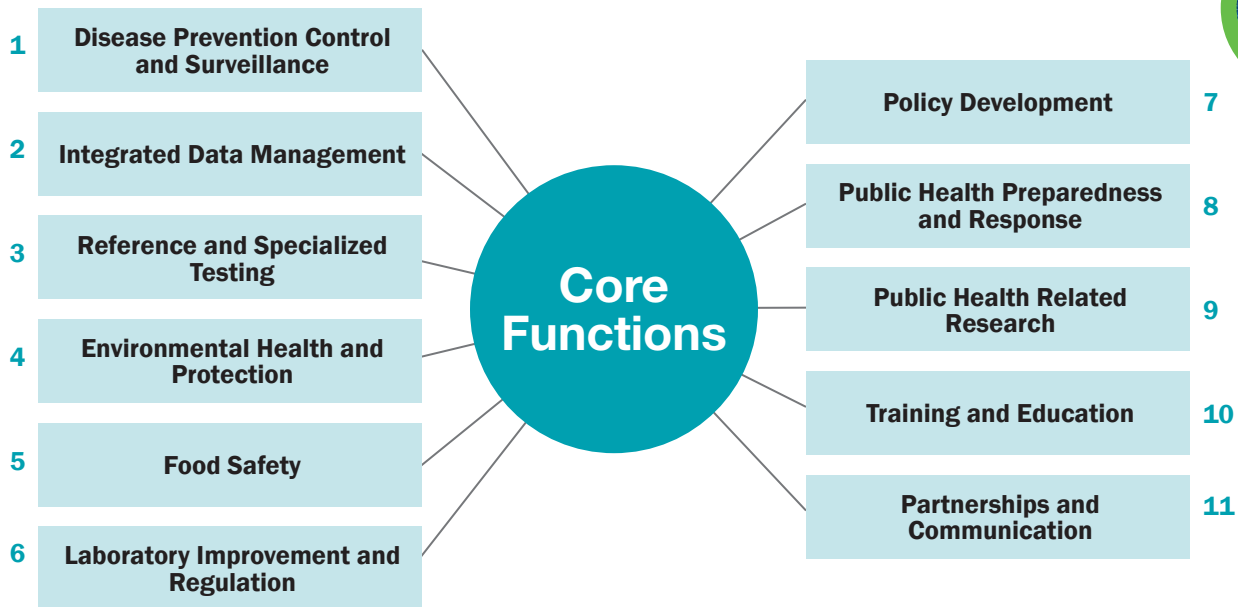 1
Disease Prevention Control
and Surveillance
2
Integrated Data Management
3
Reference and Specialized
Testing
4
Environmental Health and
Protection
5
Food Safety
6
Laboratory Improvement and
Regulation
Core
Functions
Policy Development
7
Public Health Preparedness
and Response
8
Public Health Related
Research
9
Training and Education
10
Partnerships and
Communication
11